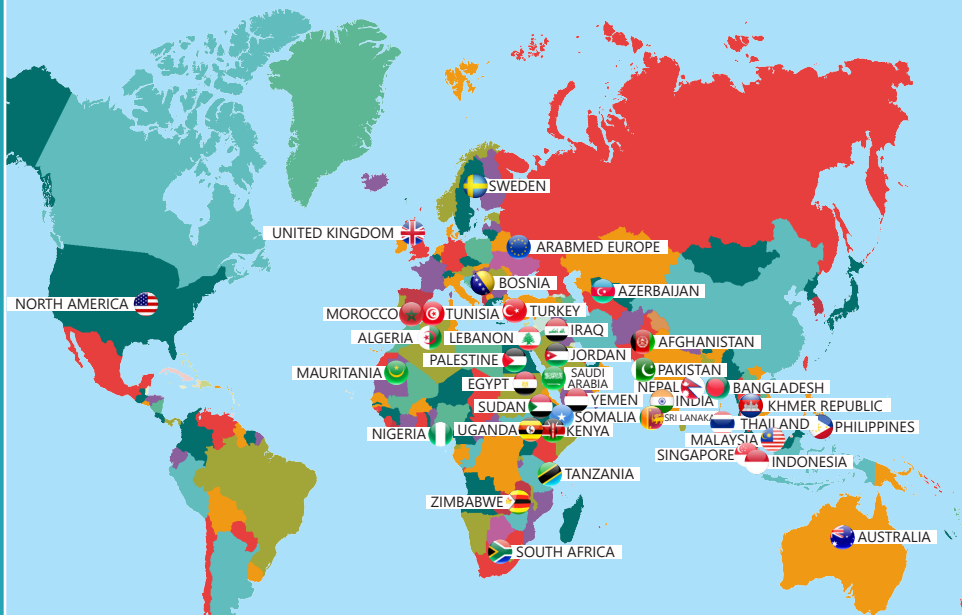 SWEDEN
UNITED KINGDOM
ARABMED EUROPE
BOSNIA
AZERBAIJAN
NORTH AMERICA
MOROCCO
TUNISIA
TURKEY
ALGERIA
LEBANON
IRAQ
AFGHANISTAN
PALESTINE
JORDAN
MAURITANIA
PAKISTAN
EGYPT
SAUDI
ARABIA
NEPAL
BANGLADESH
SUDAN
YEMEN
INDIA
KHMER REPUBLIC
SOMALIA
SRI LANKA
THAILAND
PHILIPPINES
NIGERIA
UGANDA
KENYA
MALAYSIA
SINGAPORE
INDONESIA
TANZANIA
ZIMBABWE
AUSTRALIA
SOUTH AFRICA